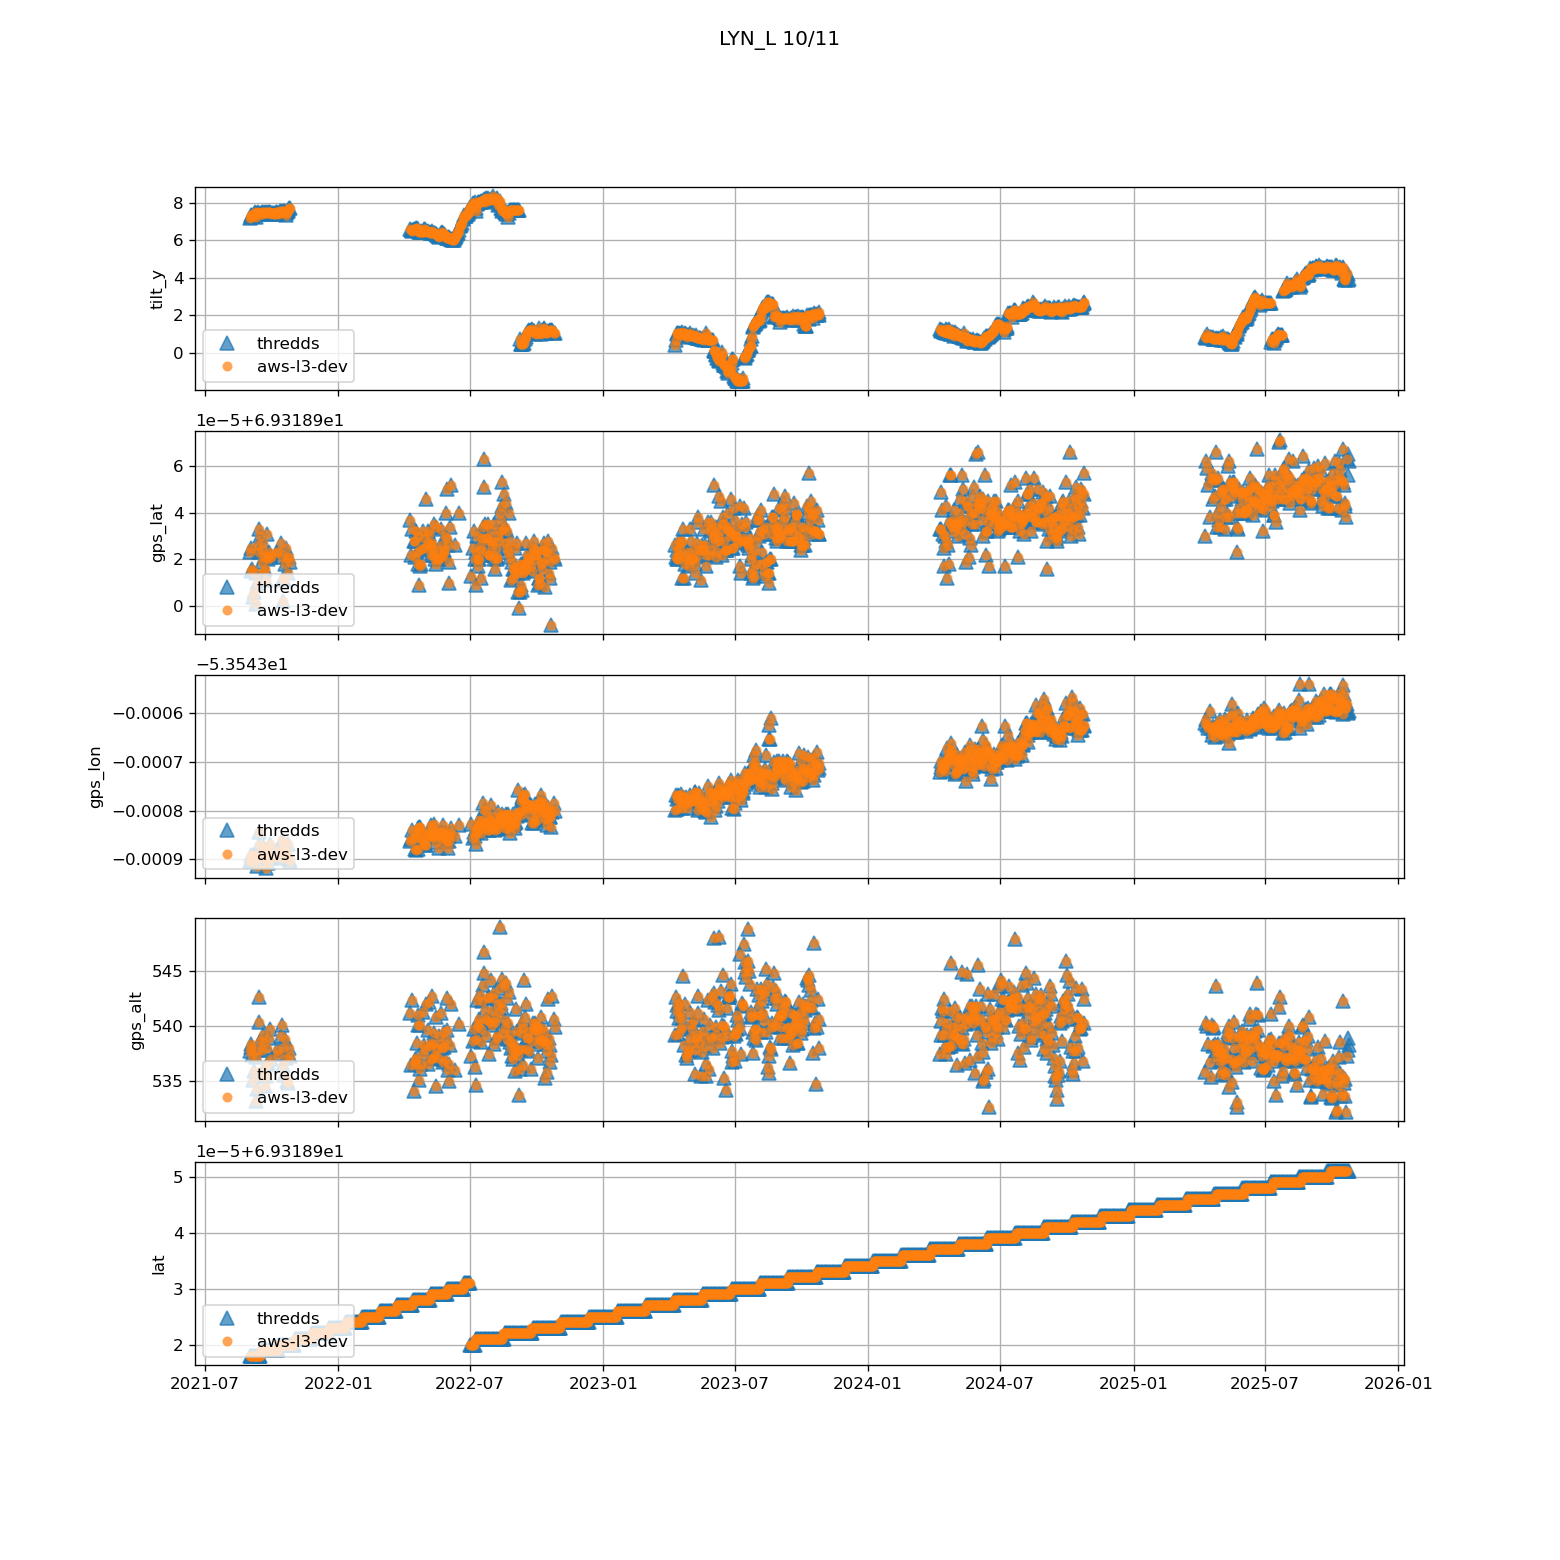 LYN_L 10/11
8
6
4
2
0
tilt_y
thredds
aws-l3-dev
1e−5+6.93189e1
6
4
2
0
gps_lat
thredds
aws-l3-dev
−5.3543e1
−0.0006
−0.0007
−0.0008
−0.0009
gps_lon
thredds
aws-l3-dev
545
540
535
gps_alt
thredds
aws-l3-dev
1e−5+6.93189e1
5
4
3
2
lat
thredds
aws-l3-dev
2021-07 2022-01 2022-07 2023-01 2023-07 2024-01 2024-07 2025-01 2025-07 2026-01